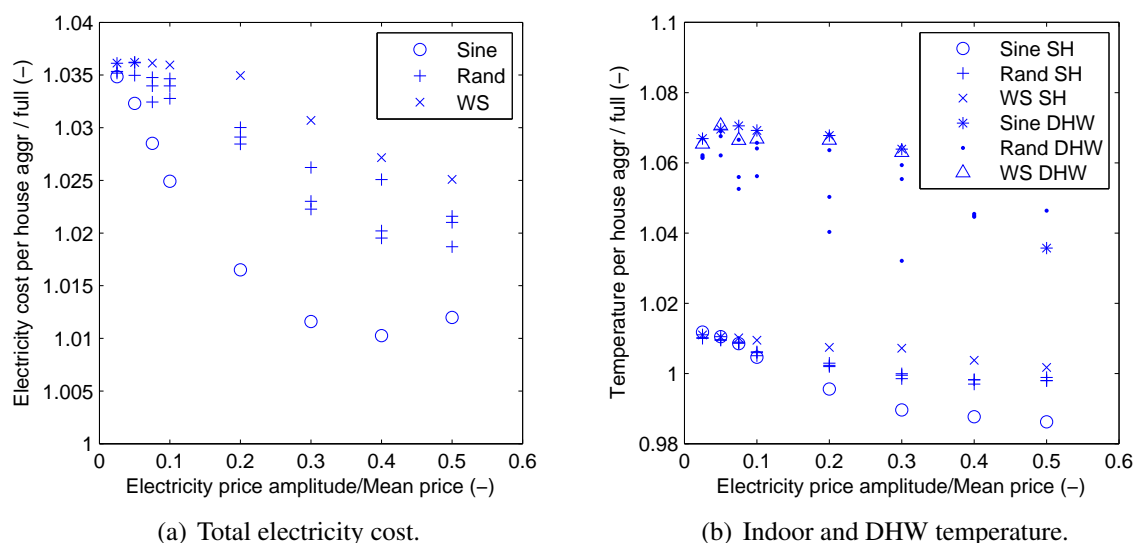 1.04
1.035
1.03
1.025
1.02
1.015
1.01
1.005
1
0
0.1
0.2
0.3
0.4
0.5
0.6
Electricity cost per house aggr / full (−)
Electricity price amplitude/Mean price (−)
Sine
Rand
WS
(a) Total electricity cost.
1.1
1.08
1.06
1.04
1.02
1
0.98
0
0.1
0.2
0.3
0.4
0.5
0.6
Temperature per house aggr / full (−)
Electricity price amplitude/Mean price (−)
Sine SH
Rand SH
WS SH
Sine DHW
Rand DHW
WS DHW
(b) Indoor and DHW temperature.